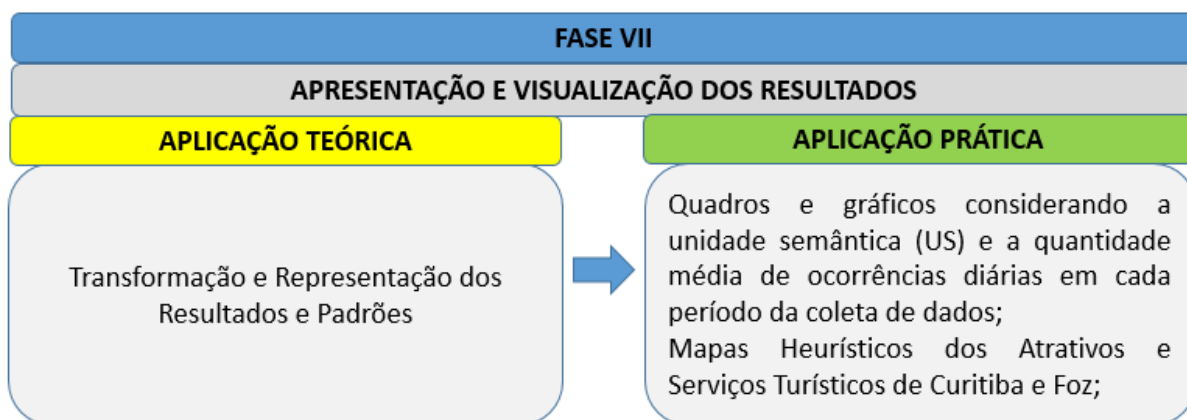 FASE VII
APRESENTAÇÃO E VISUALIZAÇÃO DOS RESULTADOS
APLICAÇÃO TEÓRICA
Transformação e Representação dos
Resultados e Padrões
APLICAÇÃO PRÁTICA
Quadros e gráficos considerando a
unidade semântica (US) e a quantidade
média de ocorrências diárias em cada
período da coleta de dados;
Mapas Heurísticos dos Atrativos e
Serviços Turísticos de Curitiba e Foz;